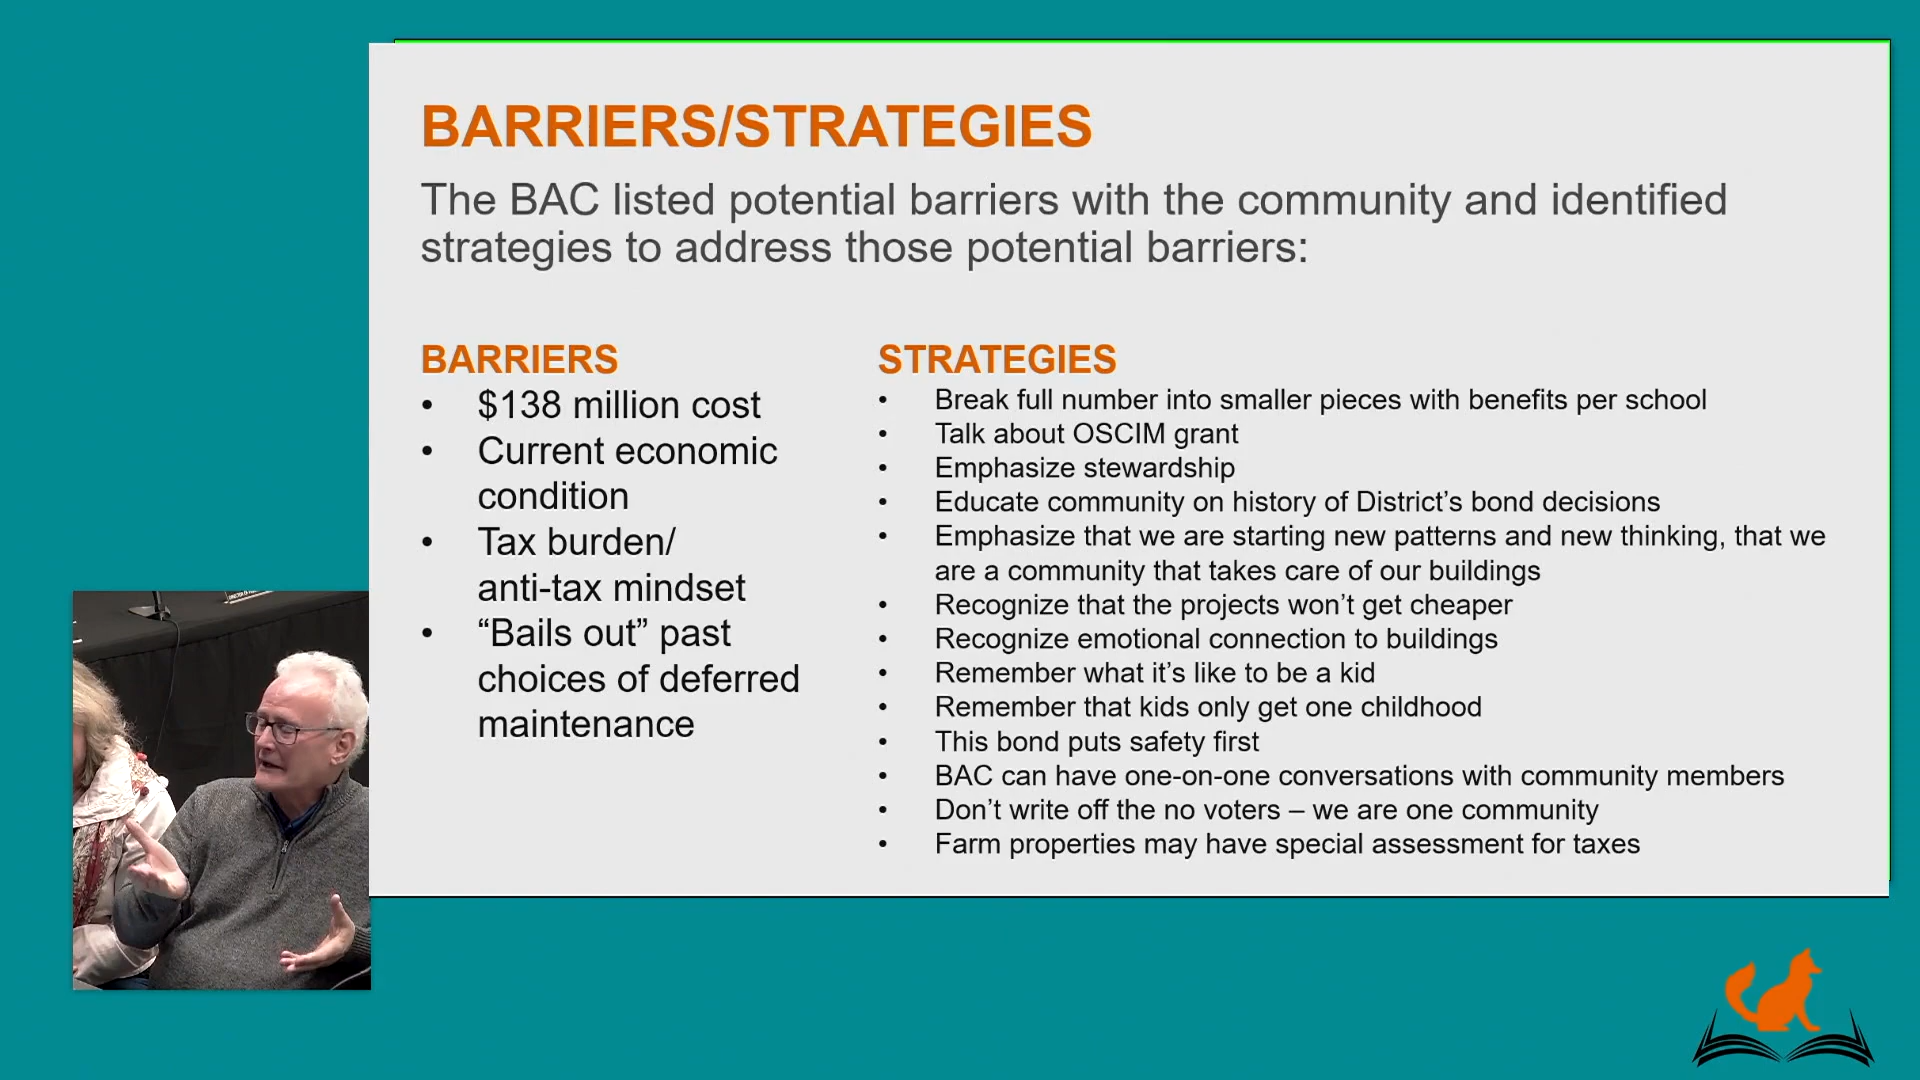 BARRIERS/STRATEGIES
The BAC listed potential barriers with the community and identified
strategies to address those potential barriers:
BARRIERS
• $138 million cost
• Current economic
condition
• Tax burden/
anti-tax mindset
• “Bails out” past
choices of deferred
maintenance
STRATEGIES
• Break full number into smaller pieces with benefits per school
• Talk about OSCIM grant
• Emphasize stewardship
• Educate community on history of District’s bond decisions
• Emphasize that we are starting new patterns and new thinking, that we
are a community that takes care of our buildings
• Recognize that the projects won’t get cheaper
• Recognize emotional connection to buildings
• Remember what it’s like to be a kid
• Remember that kids only get one childhood
• This bond puts safety first
• BAC can have one-on-one conversations with community members
• Don’t write off the no voters – we are one community
• Farm properties may have special assessment for taxes